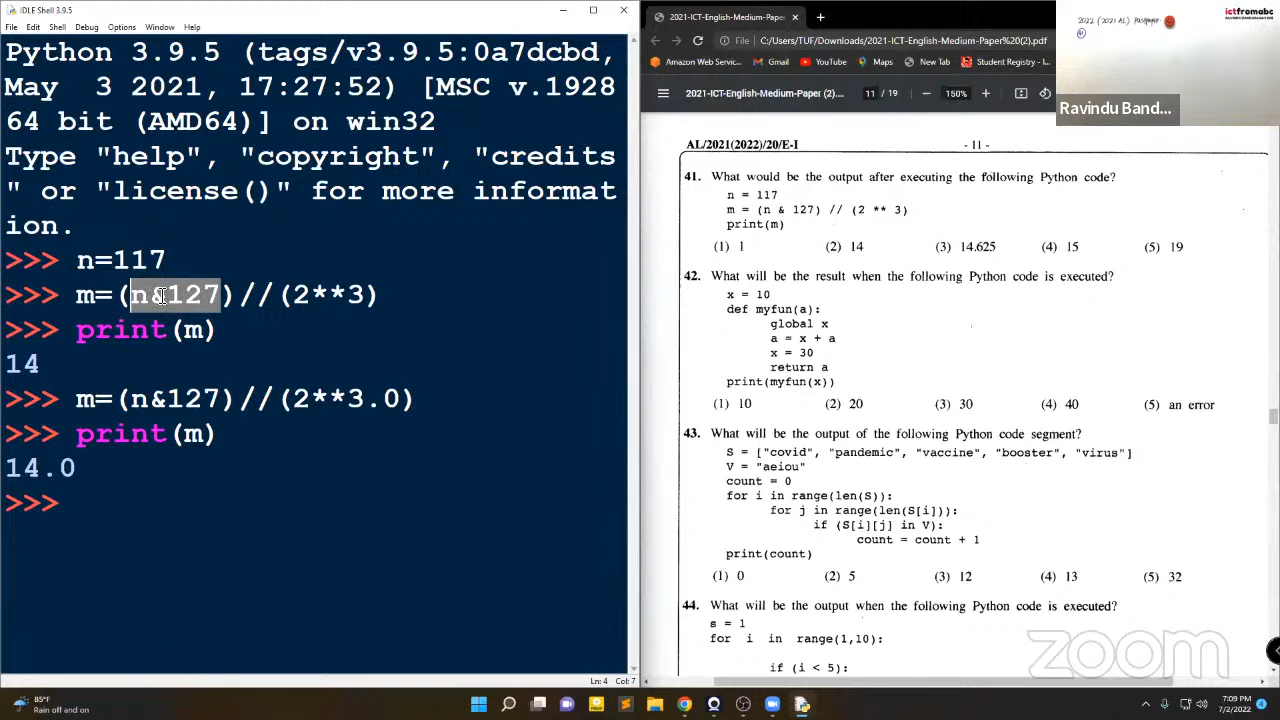 IDLE Shell 3.9.5
File Edit Shell Debug Options Window Help
Python 3.9.5 (tags/v3.9.5:0a7dcbd,
May  3 2021, 17:27:52) [MSC v.1928
64 bit (AMD64)] on win32
Type "help", "copyright", "credits
" or "license()" for more informat
ion.
>>> n=117
>>> m=(n&127)//(2**3)
>>> print(m)
14
>>> m=(n&127)//(2**3.0)
>>> print(m)
14.0
>>>
Ln: 4 Col: 7
2021-ICT-English-Medium-Paper
File C:/Users/TUF/Downloads/2021-ICT-English-Medium-Paper%20(2).pdf
Amazon Web Servic... Gmail YouTube Maps New Tab Student Registry -
2021-ICT-English-Medium-Paper (2).... 11 / 19 150%
2022 (2021 AL) Pastpaper
41
ictfromabc
Ravindu Band...
AL/2021(2022)/20/E-I - 11 -
41. What would be the output after executing the following Python code?
n = 117
m = (n & 127) // (2 ** 3)
print(m)
(1) 1 (2) 14 (3) 14.625 (4) 15 (5) 19
42. What will be the result when the following Python code is executed?
x = 10
def myfun(a):
global x
a = x + a
x = 30
return a
print(myfun(x))
(1) 10 (2) 20 (3) 30 (4) 40 (5) an error
43. What will be the output of the following Python code segment?
S = ["covid", "pandemic", "vaccine", "booster", "virus"]
V = "aeiou"
count = 0
for i in range(len(S)):
for j in range(len(S[i])):
if (S[i][j] in V):
count = count + 1
print(count)
(1) 0 (2) 5 (3) 12 (4) 13 (5) 32
44. What will be the output when the following Python code is executed?
s = 1
for i in range(1,10):
if (i < 5):
zoom
85°F
Rain off and on
7:09 PM
7/2/2022